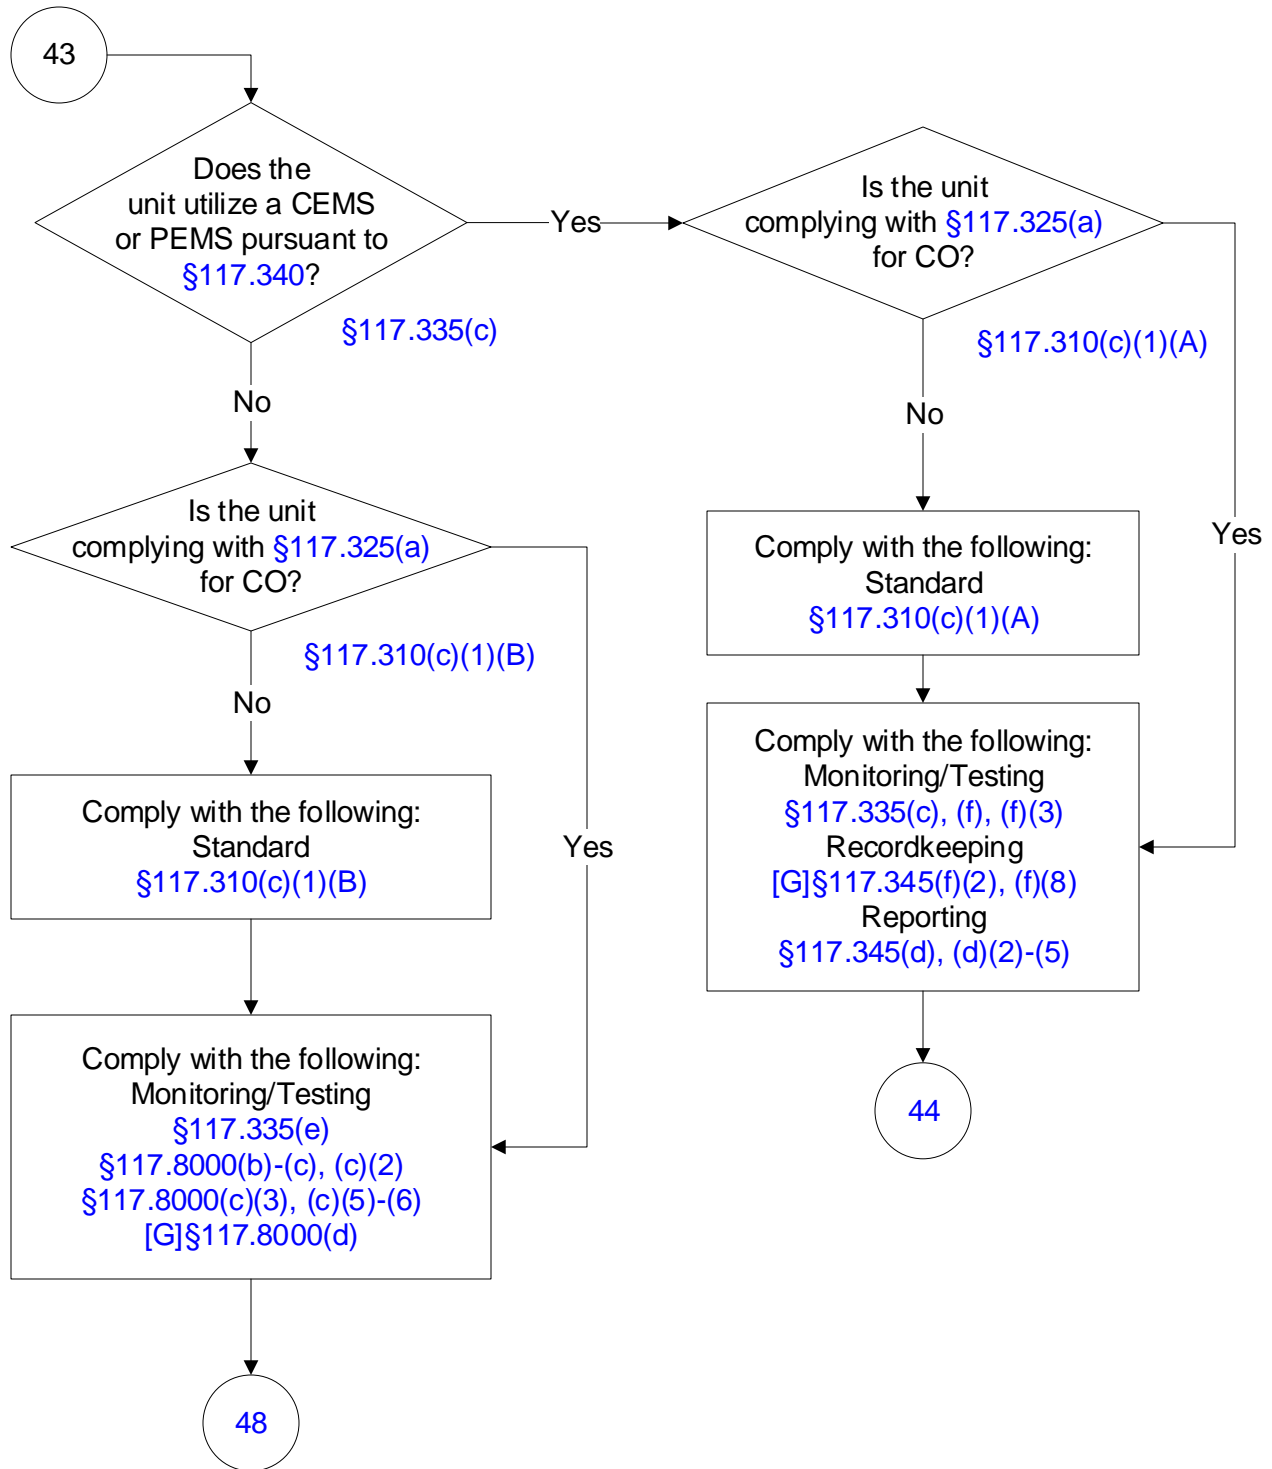 43
Does the
unit utilize a CEMS
or PEMS pursuant to
§117.340?
§117.335(c)
Yes
Is the unit
complying with §117.325(a)
for CO?
§117.310(c)(1)(A)
No
Yes
Comply with the following:
Standard
§117.310(c)(1)(A)
Comply with the following:
Monitoring/Testing
§117.335(c), (f), (f)(3)
Recordkeeping
[G]§117.345(f)(2), (f)(8)
Reporting
§117.345(d), (d)(2)-(5)
44
No
Is the unit
complying with §117.325(a)
for CO?
§117.310(c)(1)(B)
No
Yes
Comply with the following:
Standard
§117.310(c)(1)(B)
Comply with the following:
Monitoring/Testing
§117.335(e)
§117.8000(b)-(c), (c)(2)
§117.8000(c)(3), (c)(5)-(6)
[G]§117.8000(d)
48